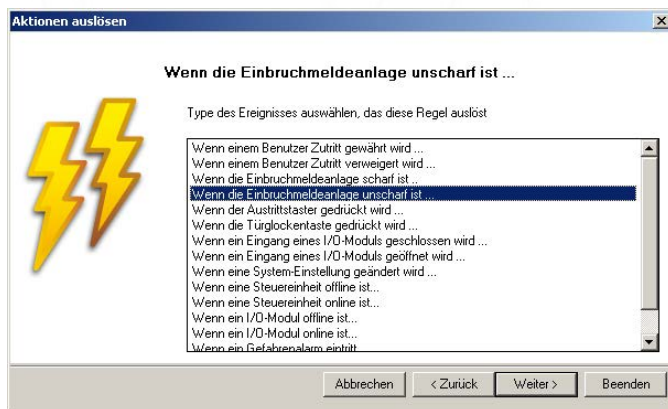 Aktionen auslösen
Wenn die Einbruchmeldeanlage unscharf ist ...
Type des Ereignisses auswählen, das diese Regel auslöst
Wenn einem Benutzer Zutritt gewährt wird ...
Wenn einem Benutzer Zutritt verweigert wird ...
Wenn die Einbruchmeldeanlage scharf ist ..
Wenn die Einbruchmeldeanlage unscharf ist ...
Wenn der Austrittstaster gedrückt wird ...
Wenn die Türglockentaste gedrückt wird ...
Wenn ein Eingang eines I/O-Moduls geschlossen wird ...
Wenn ein Eingang eines I/O-Moduls geöffnet wird ...
Wenn eine System-Einstellung geändert wird ...
Wenn eine Steuereinheit offline ist...
Wenn eine Steuereinheit online ist...
Wenn ein I/O-Modul offline ist...
Wenn ein I/O-Modul online ist...
Wenn ein Gefahrenalarm eintritt
Abbrechen < Zurück Weiter > Beenden